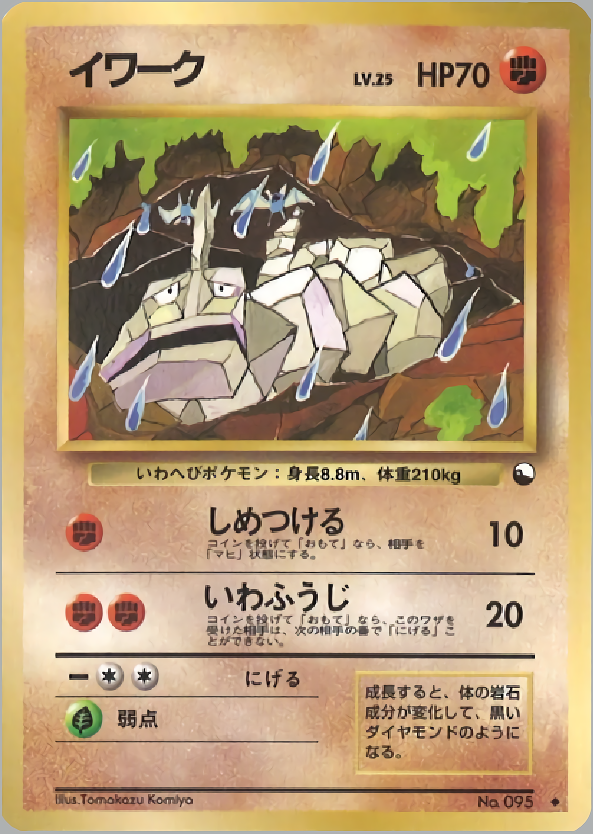 イワーク
LV.25 HP70
いわへびポケモン：身長8.8m、体重210kg
しめつける 10
コインを投げて「おもて」なら、相手を
「マヒ」状態にする。
いわふうじ 20
コインを投げて「おもて」なら、このワザを
受けた相手は、次の相手の番で「にげる」こ
とができない。
にげる
弱点
成長すると、体の岩石
成分が変化して、黒い
ダイヤモンドのように
なる。
Illus.Tomokazu Komiya
No.095